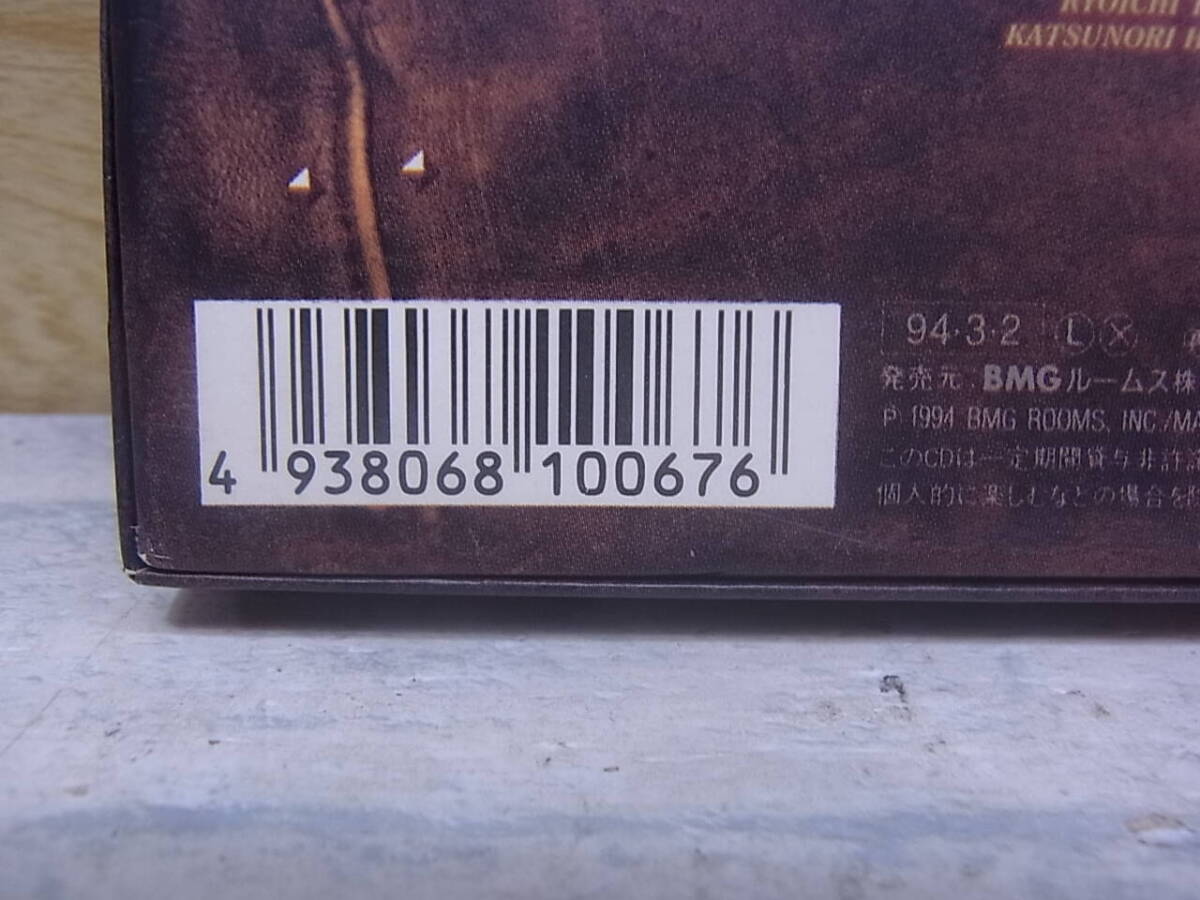 RYOICHI
KATSUNORI
4 938068 100676
94・3・2 Ⓛ Ⓧ
発売元:BMGルームス株
Ⓟ 1994 BMG ROOMS, INC./MA
このCDは一定期間貸与非許諾
個人的に楽しむなどの場合を除